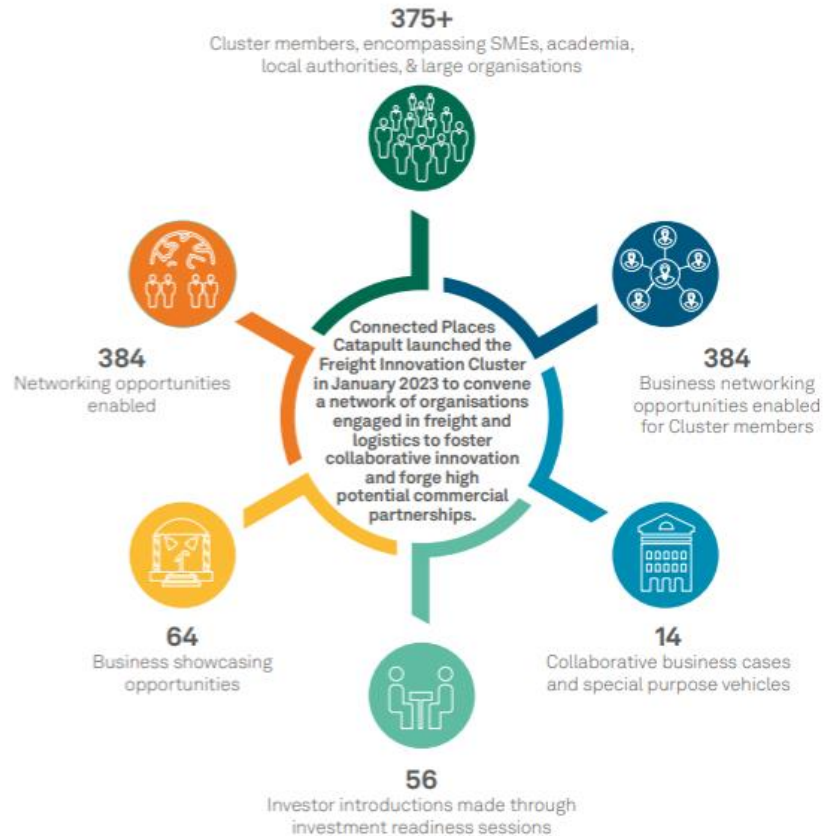 375+
Cluster members, encompassing SMEs, academia,
local authorities, & large organisations
384
Networking opportunities
enabled
Connected Places
Catapult launched the
Freight Innovation Cluster
in January 2023 to convene
a network of organisations
engaged in freight and
logistics to foster
collaborative innovation
and forge high
potential commercial
partnerships.
384
Business networking
opportunities enabled
for Cluster members
64
Business showcasing
opportunities
14
Collaborative business cases
and special purpose vehicles
56
Investor introductions made through
investment readiness sessions